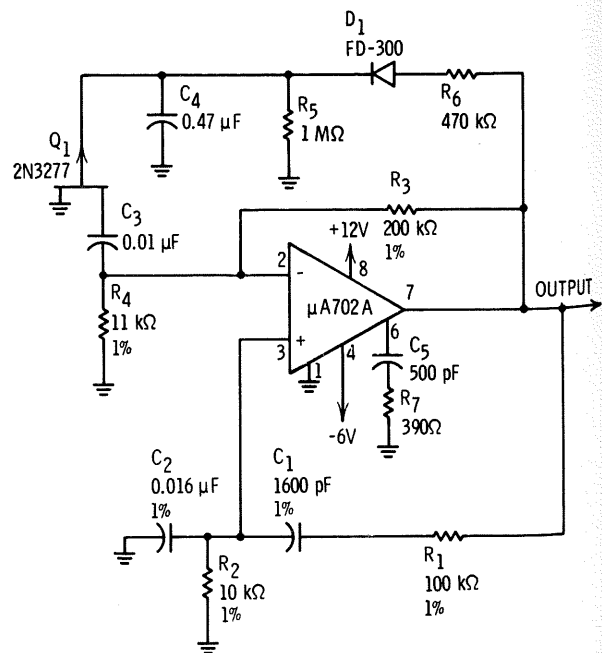 D1
FD-300
C4
0.47 µF
R5
1 MΩ
R6
470 kΩ
Q1
2N3277
C3
0.01 µF
R3
200 kΩ
1%
+12V
8
2
-
µA702A
7
OUTPUT
R4
11 kΩ
1%
3
+
1
4
6
C5
500 pF
R7
390Ω
-6V
C2
0.016 µF
1%
C1
1600 pF
1%
R2
10 kΩ
1%
R1
100 kΩ
1%